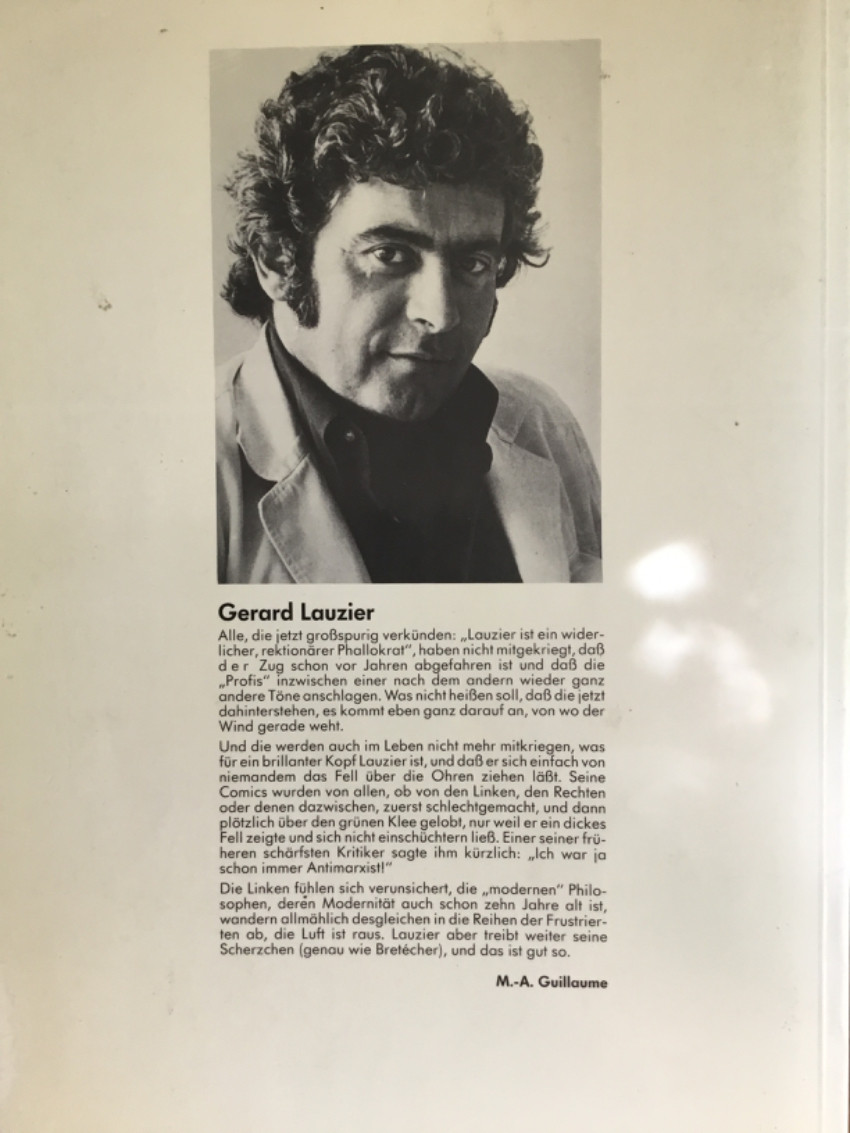 Gerard Lauzier
Alle, die jetzt großspurig verkünden: „Lauzier ist ein wider-
licher, rektionärer Phallokrat", haben nicht mitgekriegt, daß
d e r Zug schon vor Jahren abgefahren ist und daß die
„Profis" inzwischen einer nach dem andern wieder ganz
andere Töne anschlagen. Was nicht heißen soll, daß die jetzt
dahinterstehen, es kommt eben ganz darauf an, von wo der
Wind gerade weht.
Und die werden auch im Leben nicht mehr mitkriegen, was
für ein brillanter Kopf Lauzier ist, und daß er sich einfach von
niemandem das Fell über die Ohren ziehen läßt. Seine
Comics wurden von allen, ob von den Linken, den Rechten
oder denen dazwischen, zuerst schlechtgemacht, und dann
plötzlich über den grünen Klee gelobt, nur weil er ein dickes
Fell zeigte und sich nicht einschüchtern ließ. Einer seiner frü-
heren schärfsten Kritiker sagte ihm kürzlich: „Ich war ja
schon immer Antimarxist!"
Die Linken fühlen sich verunsichert, die „modernen" Philo-
sophen, deren Modernität auch schon zehn Jahre alt ist,
wandern allmählich desgleichen in die Reihen der Frustrier-
ten ab, die Luft ist raus. Lauzier aber treibt weiter seine
Scherzchen (genau wie Bretécher), und das ist gut so.
M.-A. Guillaume